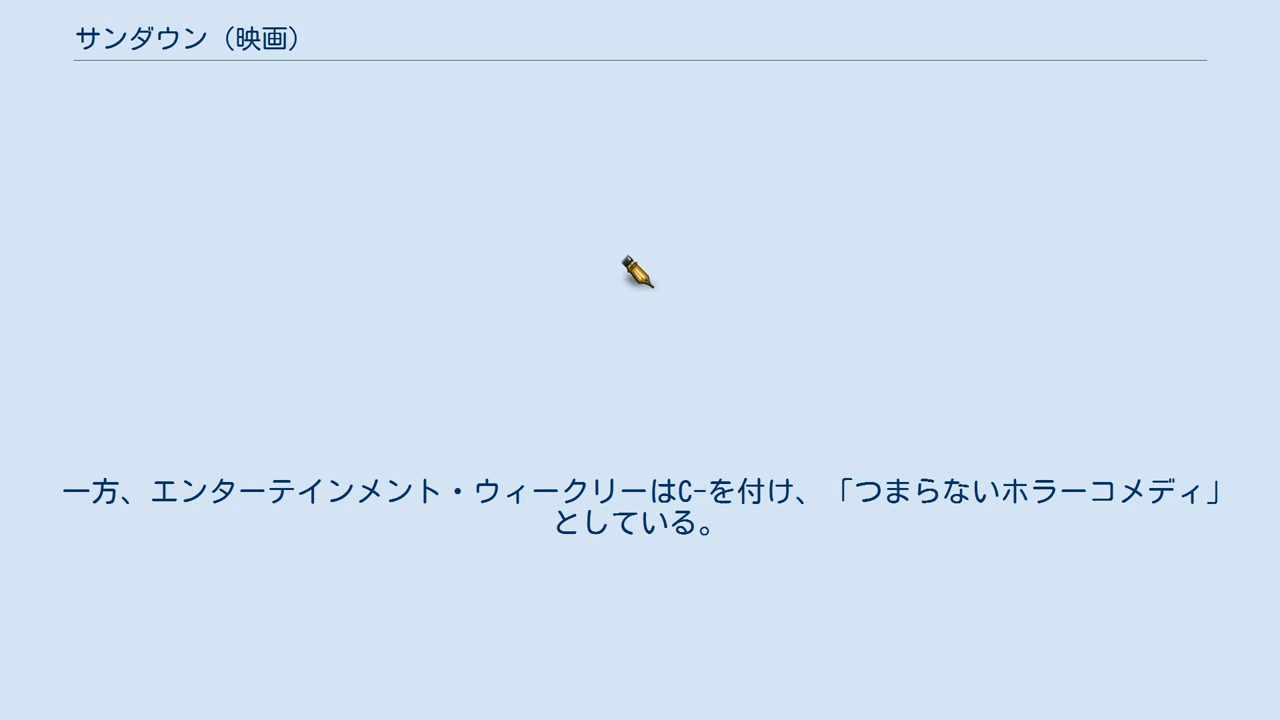 サンダウン（映画）
一方、エンターテインメント・ウィークリーはC-を付け、「つまらないホラーコメディ」
としている。